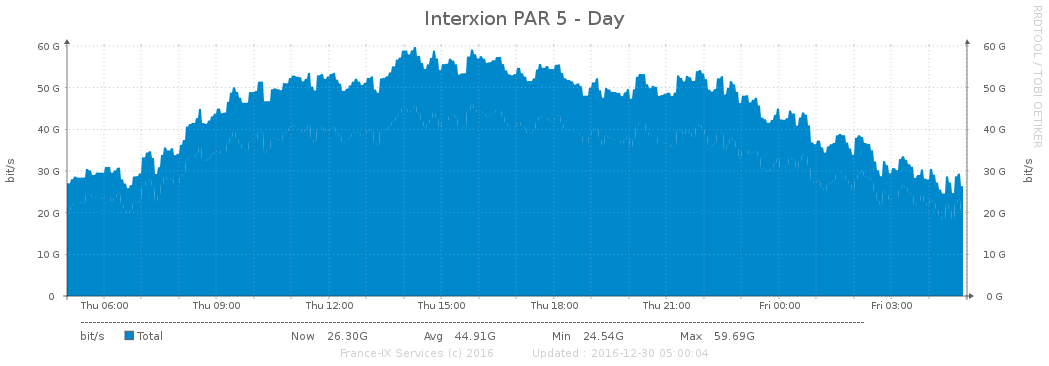 Interxion PAR 5 - Day
RRDTOOL / TOBI OETIKER
60 G 60 G
50 G 50 G
40 G 40 G
30 G 30 G
20 G 20 G
10 G 10 G
0 0 G
bit/s bit/s
Thu 06:00 Thu 09:00 Thu 12:00 Thu 15:00 Thu 18:00 Thu 21:00 Fri 00:00 Fri 03:00
bit/s Total Now 26.30G Avg 44.91G Min 24.54G Max 59.69G
France-IX Services (c) 2016 Updated : 2016-12-30 05:00:04